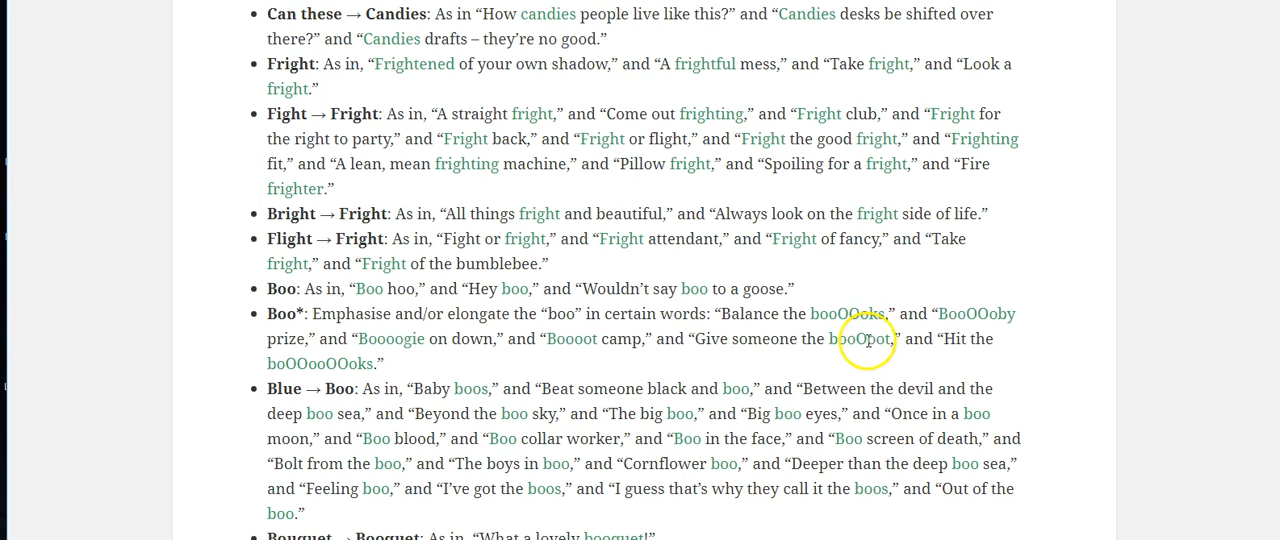 Can these → Candies: As in “How candies people live like this?” and “Candies desks be shifted over
there?” and “Candies drafts – they’re no good.”
Fright: As in, “Frightened of your own shadow,” and “A frightful mess,” and “Take fright,” and “Look a
fright.”
Fight → Fright: As in, “A straight fright,” and “Come out frighting,” and “Fright club,” and “Fright for
the right to party,” and “Fright back,” and “Fright or flight,” and “Fright the good fright,” and “Frighting
fit,” and “A lean, mean frighting machine,” and “Pillow fright,” and “Spoiling for a fright,” and “Fire
frighter.”
Bright → Fright: As in, “All things fright and beautiful,” and “Always look on the fright side of life.”
Flight → Fright: As in, “Fight or fright,” and “Fright attendant,” and “Fright of fancy,” and “Take
fright,” and “Fright of the bumblebee.”
Boo: As in, “Boo hoo,” and “Hey boo,” and “Wouldn’t say boo to a goose.”
Boo*: Emphasise and/or elongate the “boo” in certain words: “Balance the booOOoks,” and “BooOOoby
prize,” and “Boooogie on down,” and “Boooot camp,” and “Give someone the booOoot,” and “Hit the
boOOooOOoks.”
Blue → Boo: As in, “Baby boos,” and “Beat someone black and boo,” and “Between the devil and the
deep boo sea,” and “Beyond the boo sky,” and “The big boo,” and “Big boo eyes,” and “Once in a boo
moon,” and “Boo blood,” and “Boo collar worker,” and “Boo in the face,” and “Boo screen of death,” and
“Bolt from the boo,” and “The boys in boo,” and “Cornflower boo,” and “Deeper than the deep boo sea,”
and “Feeling boo,” and “I’ve got the boos,” and “I guess that’s why they call it the boos,” and “Out of the
boo.”
Bouquet → Booquet: As in, “What a lovely booquet!”